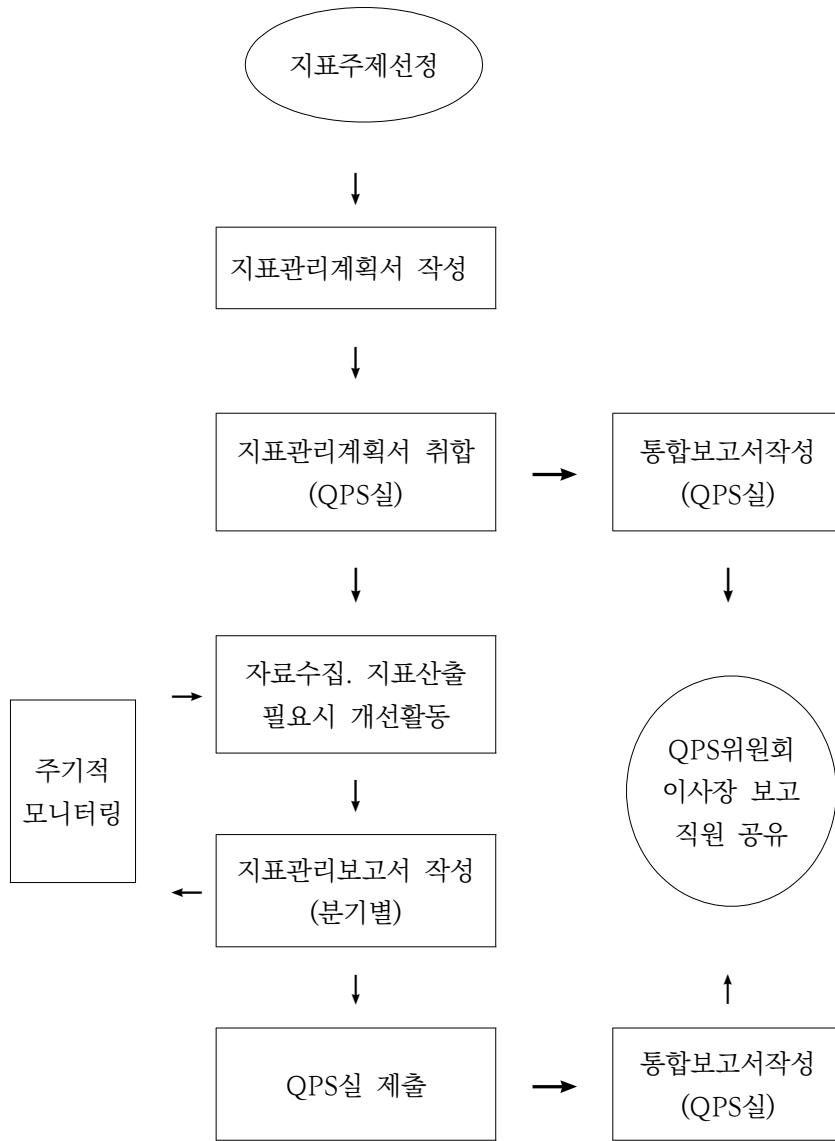 지표주제선정
지표관리계획서 작성
지표관리계획서 취합
(QPS실)
통합보고서작성
(QPS실)
자료수집. 지표산출
필요시 개선활동
주기적
모니터링
QPS위원회
이사장 보고
직원 공유
지표관리보고서 작성
(분기별)
QPS실 제출
통합보고서작성
(QPS실)